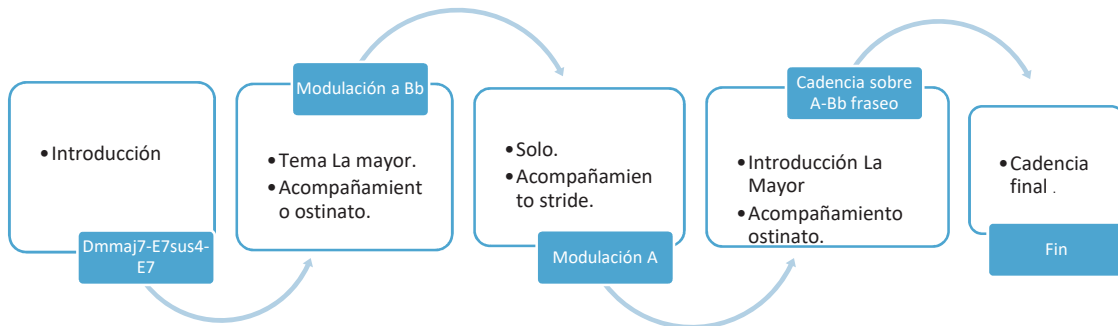 • Introducción
Dmmaj7-E7sus4-
E7
Modulación a Bb
• Tema La mayor.
• Acompañamient
o ostinato.
• Solo.
• Acompañamien
to stride.
Modulación A
Cadencia sobre
A-Bb fraseo
• Introducción La
Mayor
• Acompañamiento
ostinato.
• Cadencia
final .
Fin